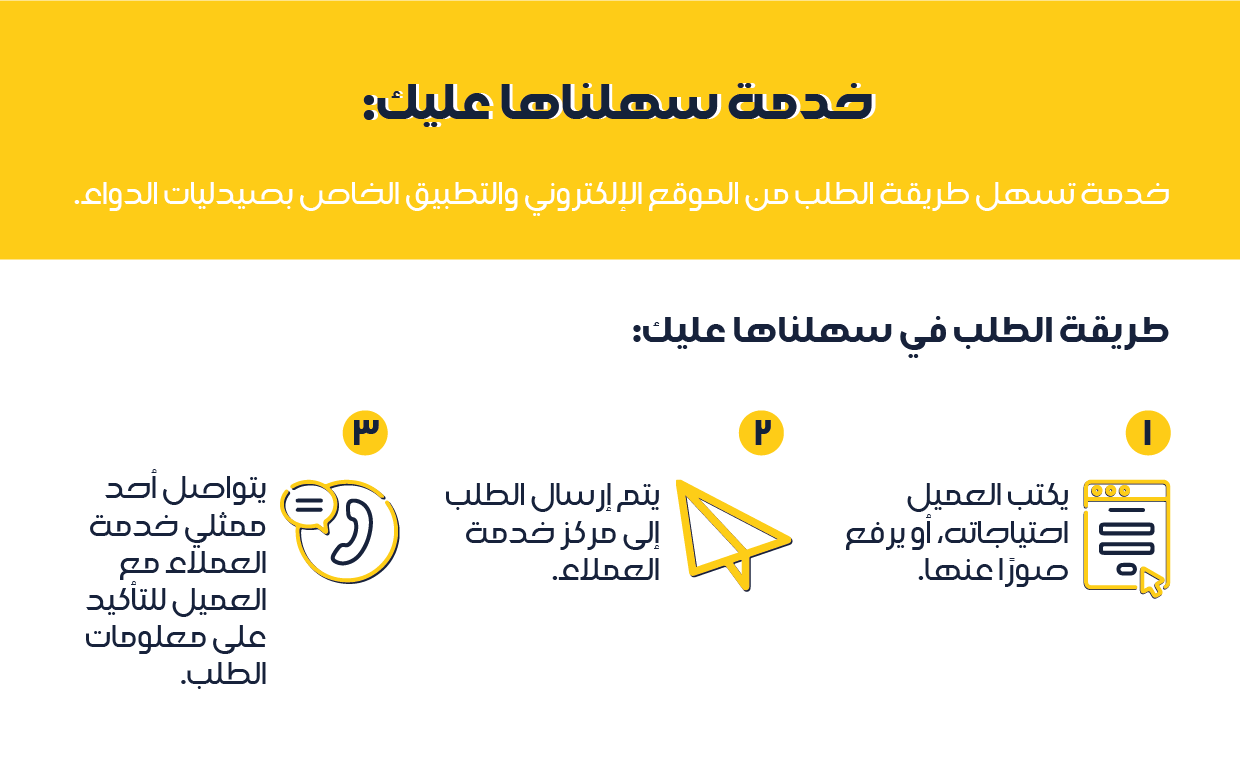 خدمة سهلناها عليك:
خدمة تسهل طريقة الطلب من الموقع الإلكتروني والتطبيق الخاص بصيدليات الدواء.
طريقة الطلب في سهلناها عليك:
١
يكتب العميل
احتياجاته، أو يرفع
صورًا عنها.
٢
يتم إرسال الطلب
إلى مركز خدمة
العملاء.
٣
يتواصل أحد
ممثلي خدمة
العملاء مع
العميل للتأكيد
على معلومات
الطلب.